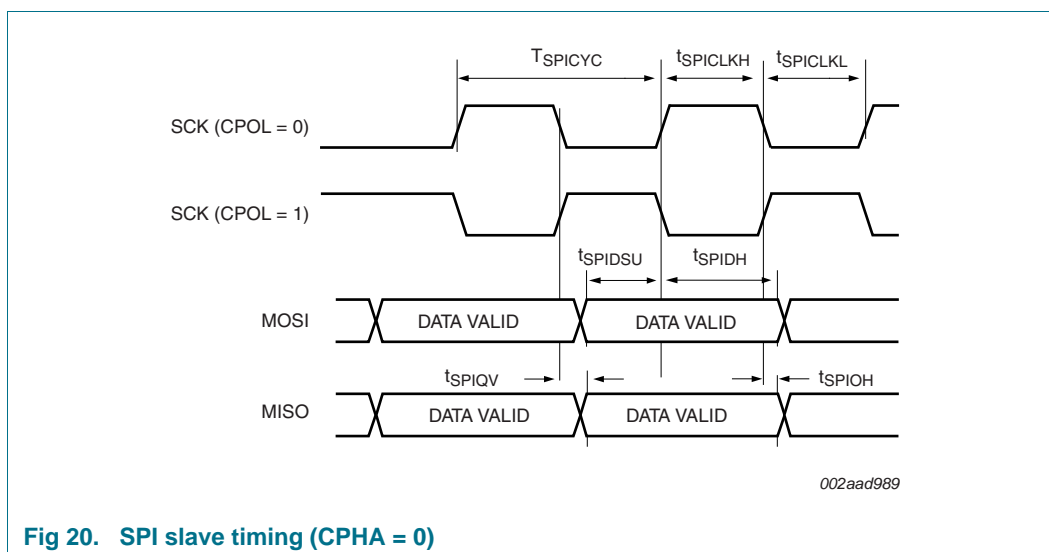 TSPICYC tSPICLKH tSPICLKL
SCK (CPOL = 0)
SCK (CPOL = 1)
tSPIDSU tSPIDH
MOSI DATA VALID DATA VALID
tSPIQV tSPIOH
MISO DATA VALID DATA VALID
002aad989
Fig 20. SPI slave timing (CPHA = 0)